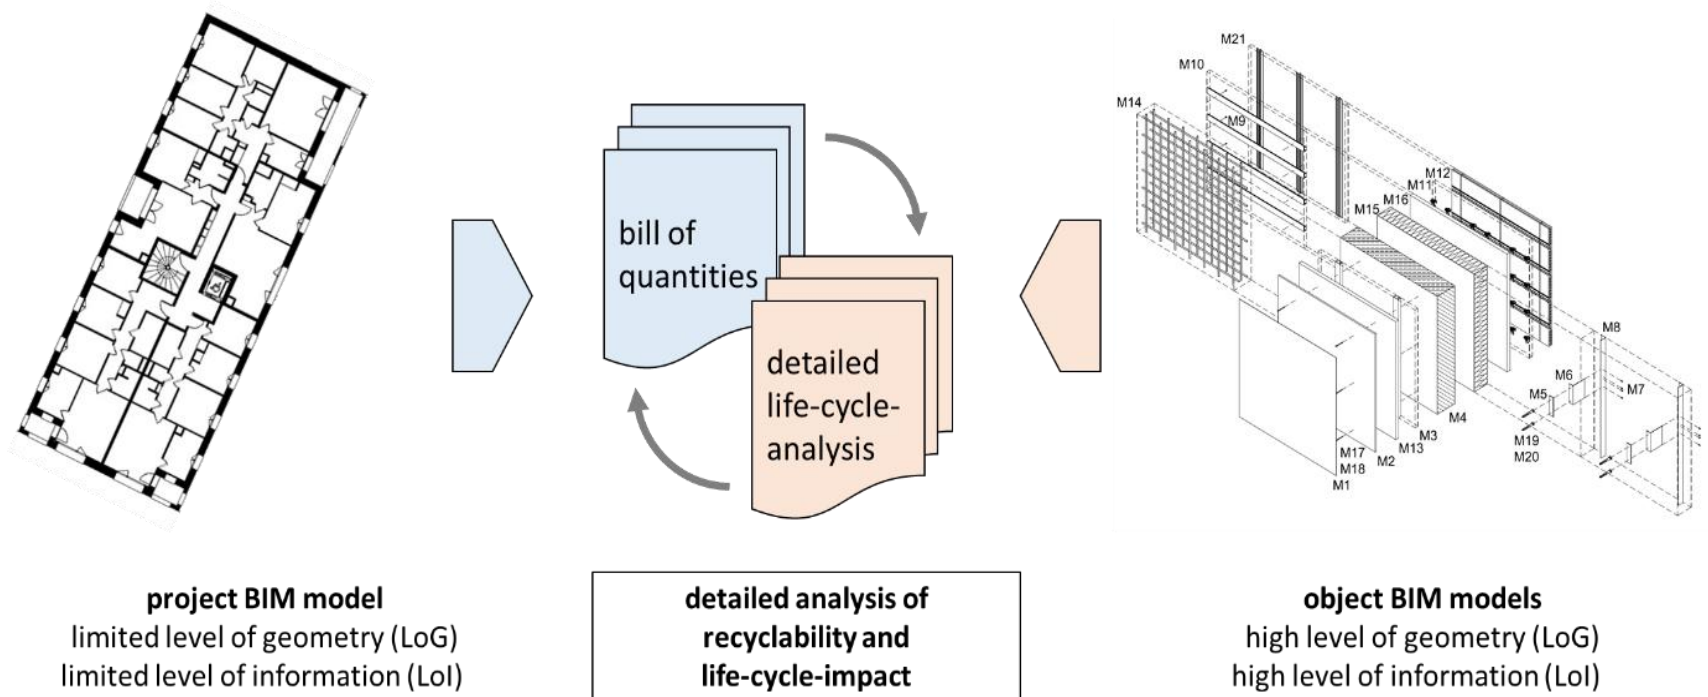 bill of
quantities
detailed
life-cycle-
analysis
M21
M10
M14
M9
M12
M11
M16
M15
M8
M6
M7
M5
M4
M19
M3
M20
M13
M17
M2
M18
M1
project BIM model
limited level of geometry (LoG)
limited level of information (LoI)
detailed analysis of
recyclability and
life-cycle-impact
object BIM models
high level of geometry (LoG)
high level of information (LoI)